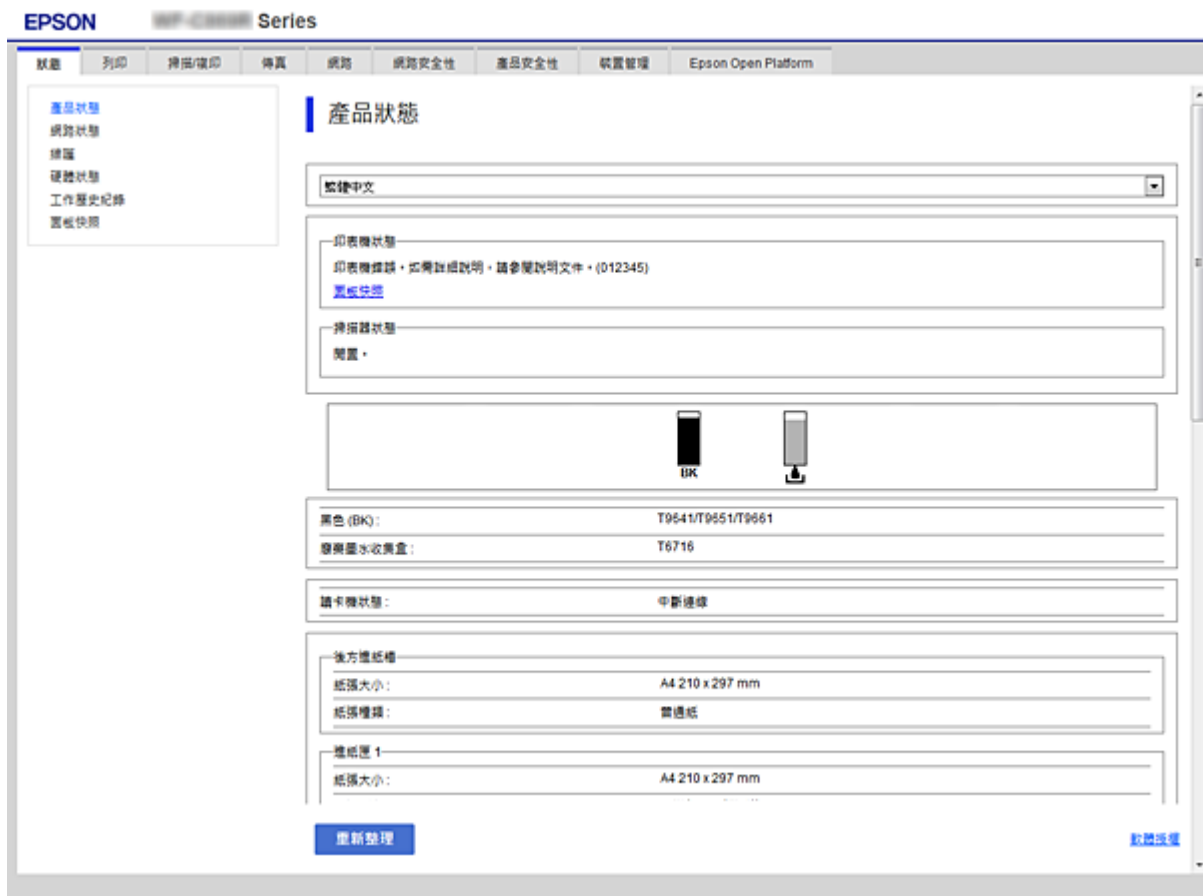 EPSON Series
狀態 列印 掃描/複印 傳真 網路 網路安全性 產品安全性 裝置管理 Epson Open Platform
產品狀態
網路狀態
維護
硬體狀態
工作歷史紀錄
面板快照
產品狀態
繁體中文
印表機狀態
印表機錯誤。如需詳細說明,請參閱說明文件。(012345)
面板快照
掃描器狀態
閒置。
BK
黑色 (BK) : T9641/T9651/T9661
廢棄墨水收集盒 : T6716
讀卡機狀態 : 中斷連線
後方進紙槽
紙張大小 : A4 210 x 297 mm
紙張種類 : 普通紙
進紙匣 1
紙張大小 : A4 210 x 297 mm
重新整理
軟體授權